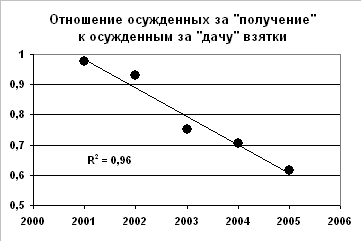 Отношение осужденных за "получение"
к осужденным за "дачу" взятки
1
0,9
0,8
0,7
0,6
0,5
R² = 0,96
2000 2001 2002 2003 2004 2005 2006